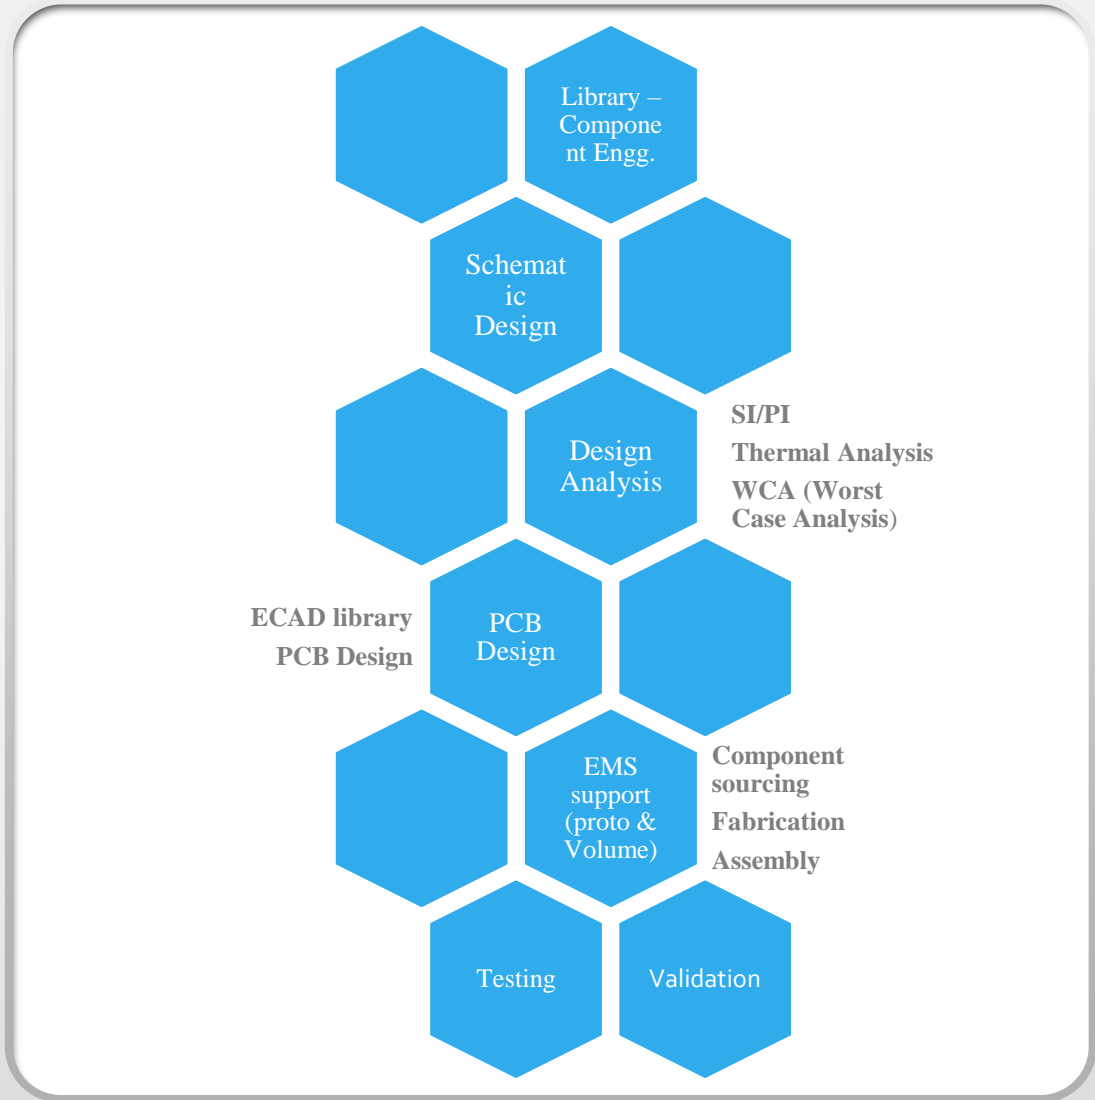 Library –
Compone
nt Engg.
Schemat
ic
Design
Design
Analysis
SI/PI
Thermal Analysis
WCA (Worst
Case Analysis)
ECAD library
PCB Design
PCB
Design
EMS
support
(proto &
Volume)
Component
sourcing
Fabrication
Assembly
Testing
Validation